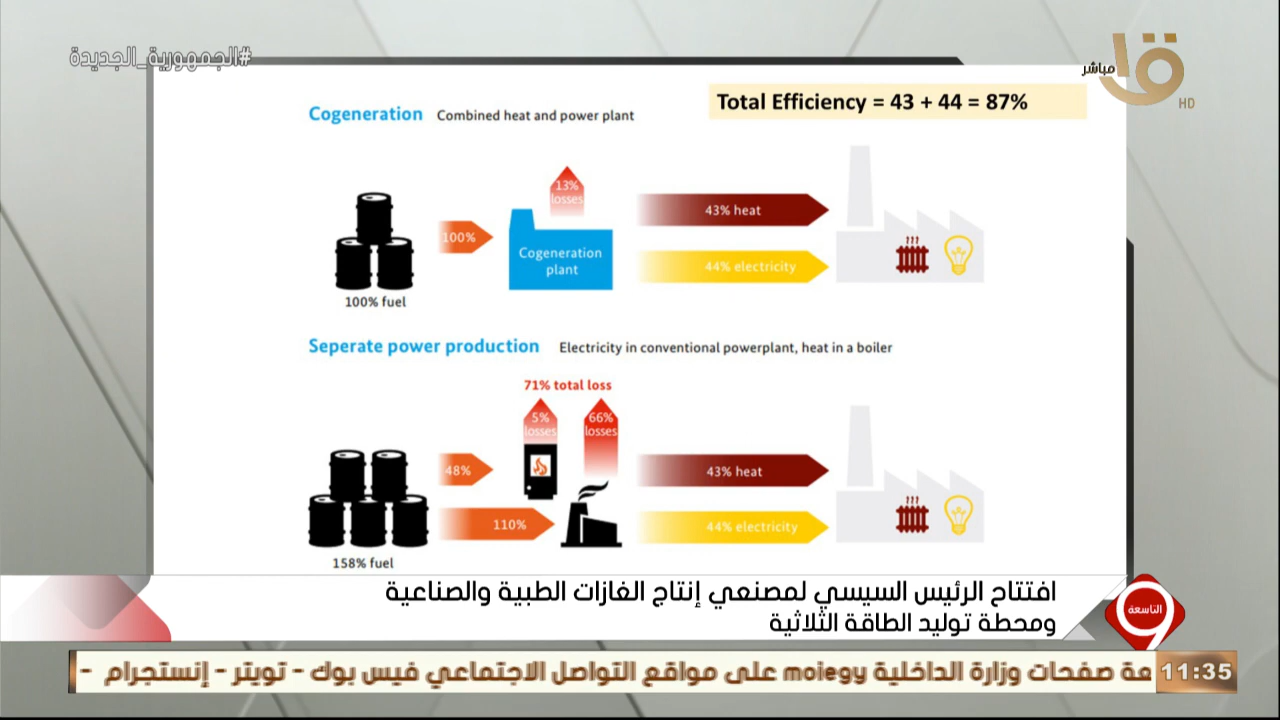 #الجمهورية_الجديدة
مباشر
HD
Total Efficiency = 43 + 44 = 87%
Cogeneration Combined heat and power plant
13%
losses
43% heat
100%
Cogeneration
plant
44% electricity
100% fuel
Seperate power production Electricity in conventional powerplant, heat in a boiler
71% total loss
5%
losses
66%
losses
48%
43% heat
110%
44% electricity
158% fuel
افتتاح الرئيس السيسي لمصنعي إنتاج الغازات الطبية والصناعية
ومحطة توليد الطاقة الثلاثية
التاسعة
9
عة صفحات وزارة الداخلية moiegy على مواقع التواصل الاجتماعي فيس بوك - تويتر - إنستجرام -
11:35